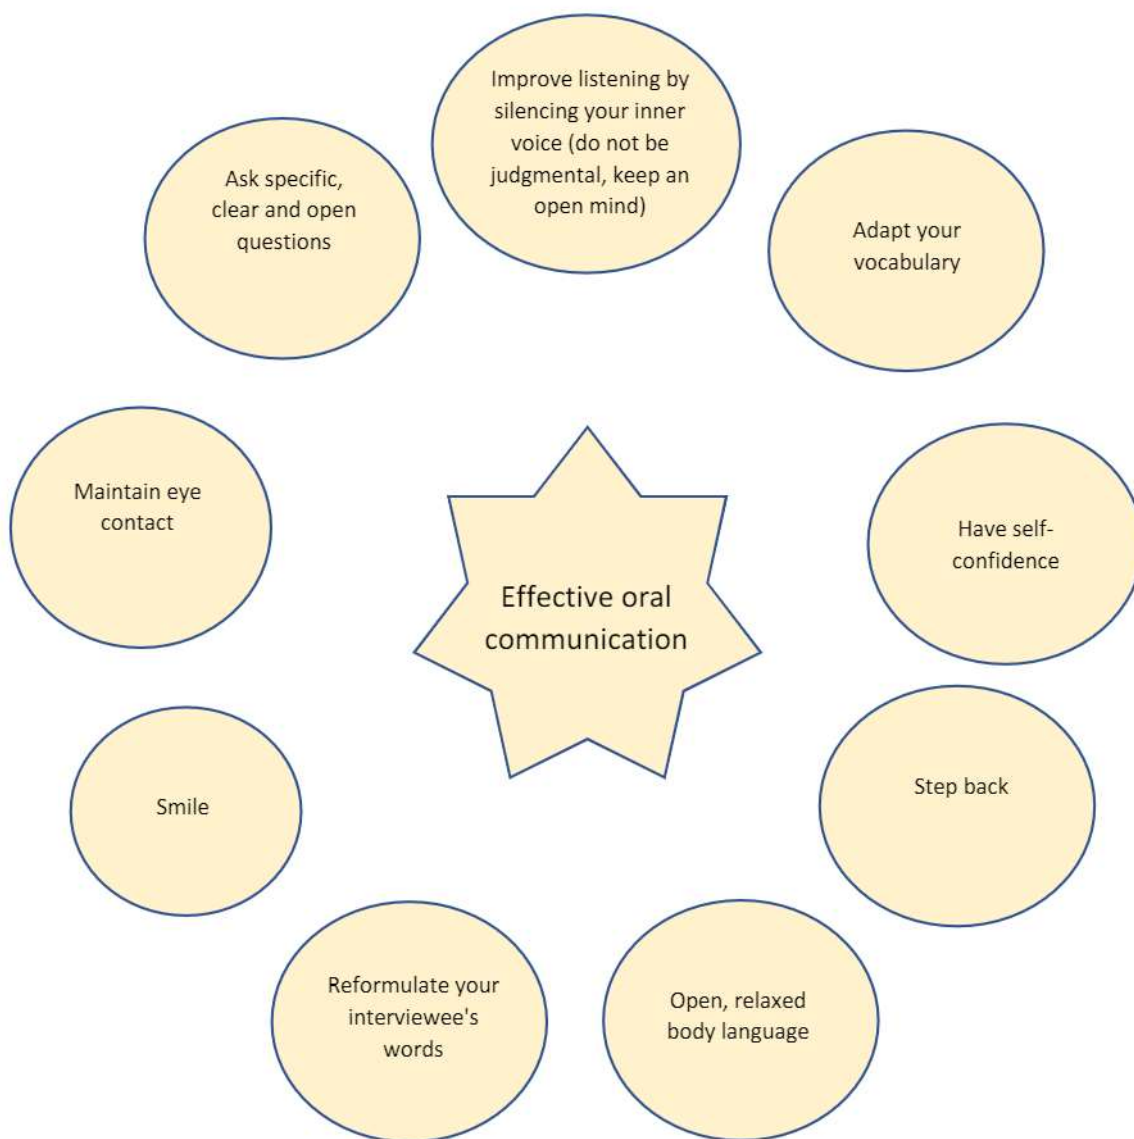 Improve listening by
silencing your inner
voice (do not be
judgmental, keep an
open mind)
Ask specific,
clear and open
questions
Adapt your
vocabulary
Maintain eye
contact
Have self-
confidence
Effective oral
communication
Smile
Step back
Reformulate your
interviewee's
words
Open, relaxed
body language